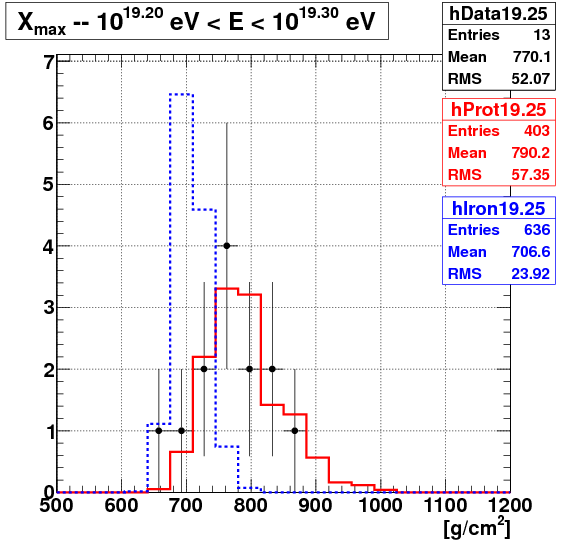 X_max -- 10^19.20 eV < E < 10^19.30 eV
hData19.25
Entries 13
Mean 770.1
RMS 52.07
hProt19.25
Entries 403
Mean 790.2
RMS 57.35
hIron19.25
Entries 636
Mean 706.6
RMS 23.92
7
6
5
4
3
2
1
0
500 600 700 800 900 1000 1100 1200
[g/cm²]